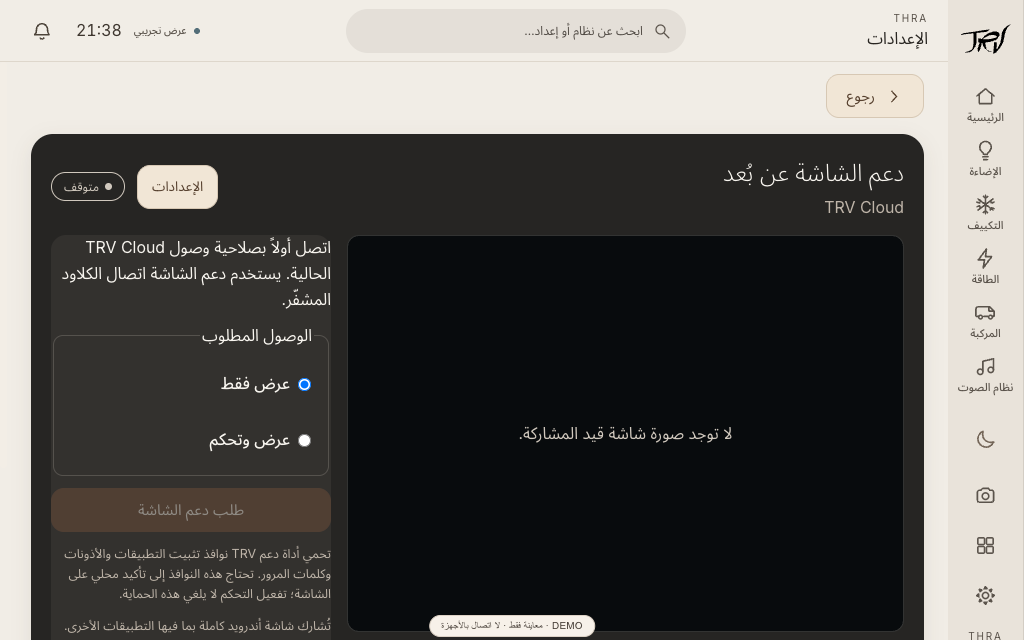 TRV
الرئيسية
الإضاءة
التكييف
الطاقة
المركبة
نظام الصوت
THRA
THRA
الإعدادات
ابحث عن نظام أو إعداد...
عرض تجريبي
21:38
رجوع
دعم الشاشة عن بُعد
TRV Cloud
الإعدادات
متوقف
لا توجد صورة شاشة قيد المشاركة.
اتصل أولاً بصلاحية وصول TRV Cloud
الحالية. يستخدم دعم الشاشة اتصال الكلاود
المشفّر.
الوصول المطلوب
عرض فقط
عرض وتحكم
طلب دعم الشاشة
تحمي أداة دعم TRV نوافذ تثبيت التطبيقات والأذونات
وكلمات المرور. تحتاج هذه النوافذ إلى تأكيد محلي على
الشاشة؛ تفعيل التحكم لا يلغي هذه الحماية.
تُشارك شاشة أندرويد كاملة بما فيها التطبيقات الأخرى.
DEMO · معاينة فقط · لا اتصال بالأجهزة